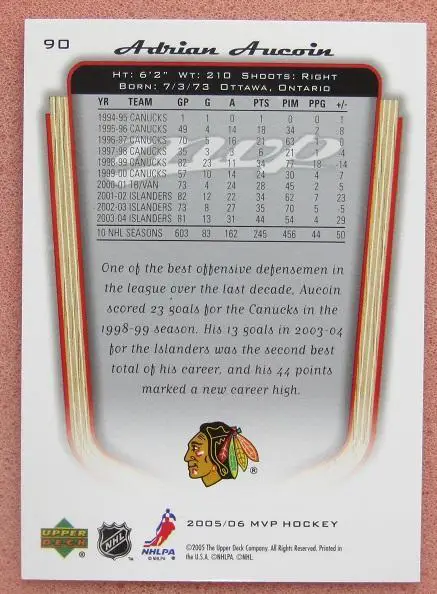 90
Adrian Aucoin
HT: 6'2" WT: 210 SHOOTS: RIGHT
BORN: 7/3/73 OTTAWA, ONTARIO
YR TEAM GP G A PTS PIM PPG +/-
1994-95 CANUCKS 1 1 0 1 0 0 1
1995-96 CANUCKS 49 4 14 18 34 2 8
1996-97 CANUCKS 70 5 16 21 63 1 0
1997-98 CANUCKS 35 3 3 6 21 1 -4
1998-99 CANUCKS 82 23 11 34 77 18 -14
1999-00 CANUCKS 57 10 14 24 30 4 7
2000-01 TB/VAN 73 4 24 28 45 2 5
2001-02 ISLANDERS 82 12 22 34 62 7 23
2002-03 ISLANDERS 73 8 27 35 70 5 -5
2003-04 ISLANDERS 81 13 31 44 54 4 29
10 NHL SEASONS 603 83 162 245 456 44 50
mvp
One of the best offensive defensemen in
the league over the last decade, Aucoin
scored 23 goals for the Canucks in the
1998-99 season. His 13 goals in 2003-04
for the Islanders was the second best
total of his career, and his 44 points
marked a new career high.
®
UPPER DECK
NHL
NHLPA
2005/06 MVP HOCKEY
©2005 The Upper Deck Company. All Rights Reserved. Printed in
the U.S.A. ©NHLPA. ©NHL.